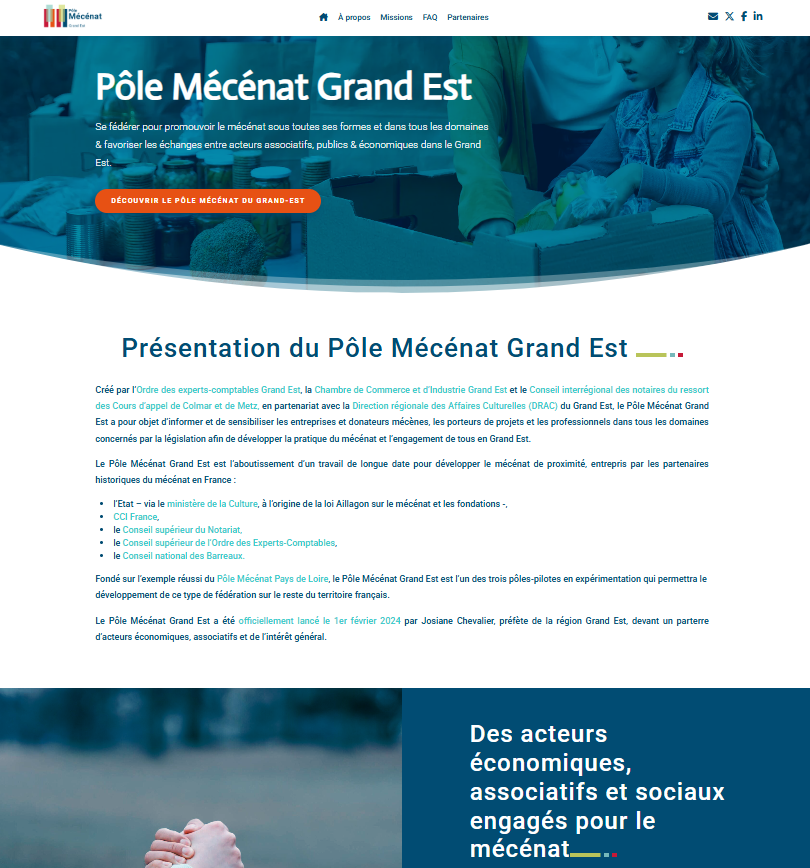 Pôle
Mécénat
Grand Est
À propos Missions FAQ Partenaires
Pôle Mécénat Grand Est
Se fédérer pour promouvoir le mécénat sous toutes ses formes et dans tous les domaines
& favoriser les échanges entre acteurs associatifs, publics & économiques dans le Grand
Est.
DÉCOUVRIR LE PÔLE MÉCÉNAT DU GRAND-EST
Présentation du Pôle Mécénat Grand Est
Créé par l'Ordre des experts-comptables Grand Est, la Chambre de Commerce et d'Industrie Grand Est et le Conseil interrégional des notaires du ressort
des Cours d'appel de Colmar et de Metz, en partenariat avec la Direction régionale des Affaires Culturelles (DRAC) du Grand Est, le Pôle Mécénat Grand
Est a pour objet d'informer et de sensibiliser les entreprises et donateurs mécènes, les porteurs de projets et les professionnels dans tous les domaines
concernés par la législation afin de développer la pratique du mécénat et l'engagement de tous en Grand Est.
Le Pôle Mécénat Grand Est est l'aboutissement d'un travail de longue date pour développer le mécénat de proximité, entrepris par les partenaires
historiques du mécénat en France :
• l'Etat – via le ministère de la Culture, à l'origine de la loi Aillagon sur le mécénat et les fondations -,
• CCI France,
• le Conseil supérieur du Notariat,
• le Conseil supérieur de l'Ordre des Experts-Comptables,
• le Conseil national des Barreaux.
Fondé sur l'exemple réussi du Pôle Mécénat Pays de Loire, le Pôle Mécénat Grand Est est l'un des trois pôles-pilotes en expérimentation qui permettra le
développement de ce type de fédération sur le reste du territoire français.
Le Pôle Mécénat Grand Est a été officiellement lancé le 1er février 2024 par Josiane Chevalier, préfète de la région Grand Est, devant un parterre
d'acteurs économiques, associatifs et de l'intérêt général.
Des acteurs
économiques,
associatifs et sociaux
engagés pour le
mécénat